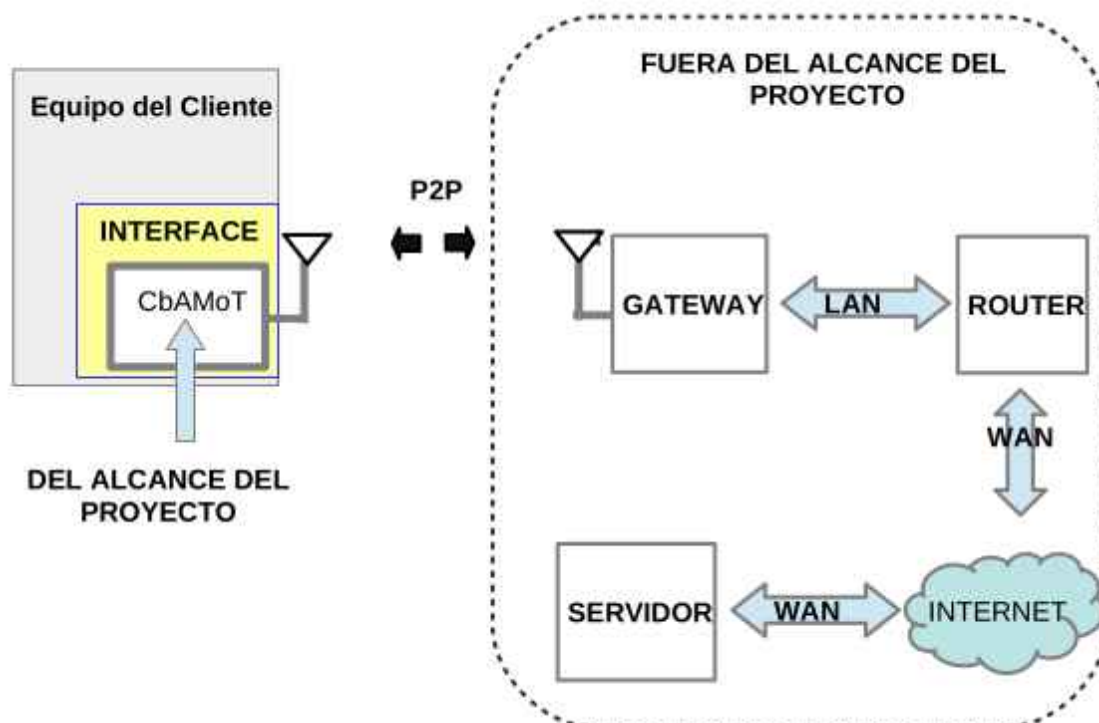 FUERA DEL ALCANCE DEL
PROYECTO
Equipo del Cliente
P2P
INTERFACE
CbAMoT
GATEWAY
LAN
ROUTER
WAN
DEL ALCANCE DEL
PROYECTO
SERVIDOR
WAN
INTERNET